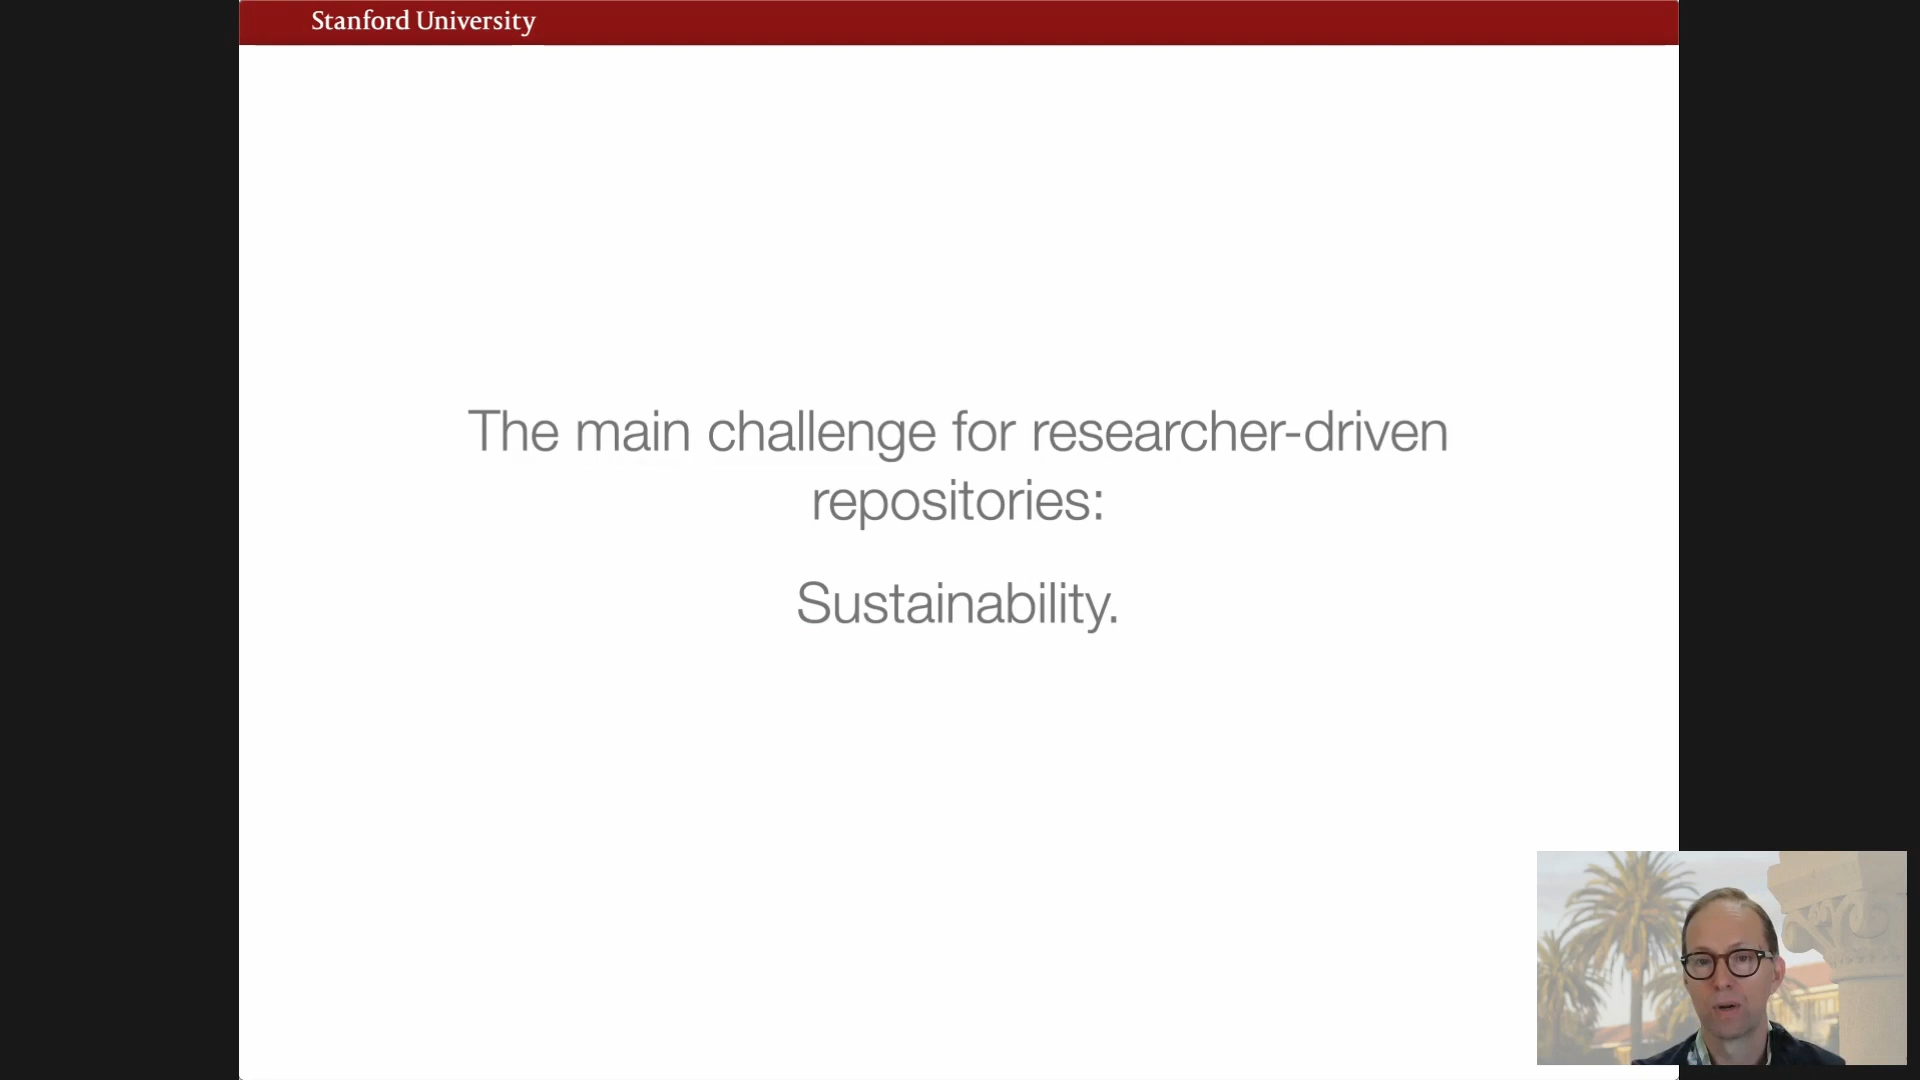 Stanford University
The main challenge for researcher-driven
repositories:
Sustainability.